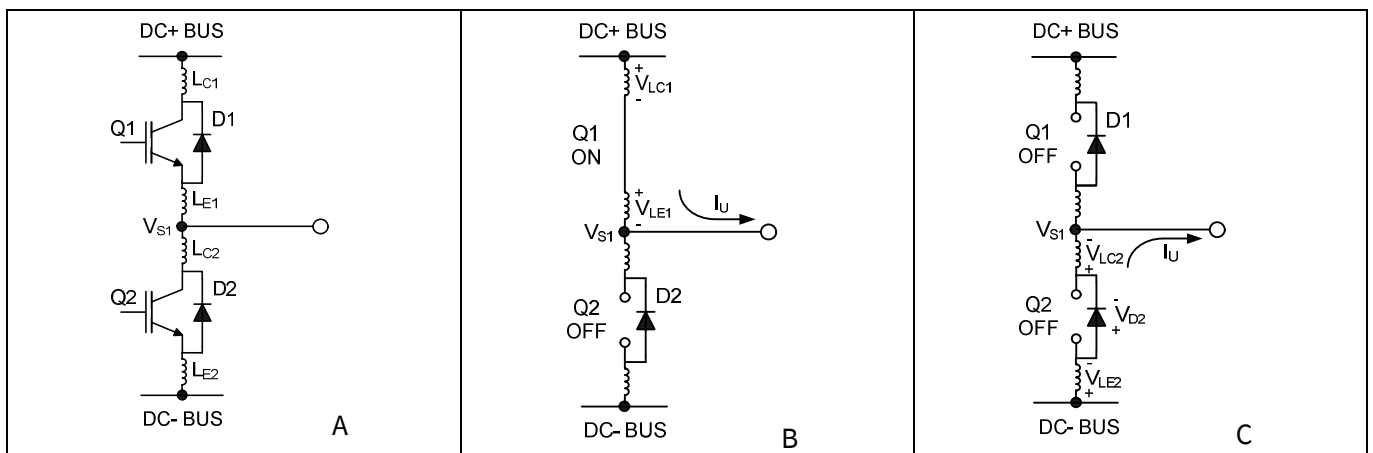 DC+ BUS
LC1
Q1
D1
LE1
VS1
LC2
Q2
D2
LE2
DC- BUS
A
DC+ BUS
+
VLC1
-
Q1
ON
+
VLE1
-
IU
VS1
Q2
OFF
D2
DC- BUS
B
DC+ BUS
Q1
OFF
D1
VS1
-
VLC2
+
IU
Q2
OFF
-
VD2
+
-
VLE2
+
DC- BUS
C